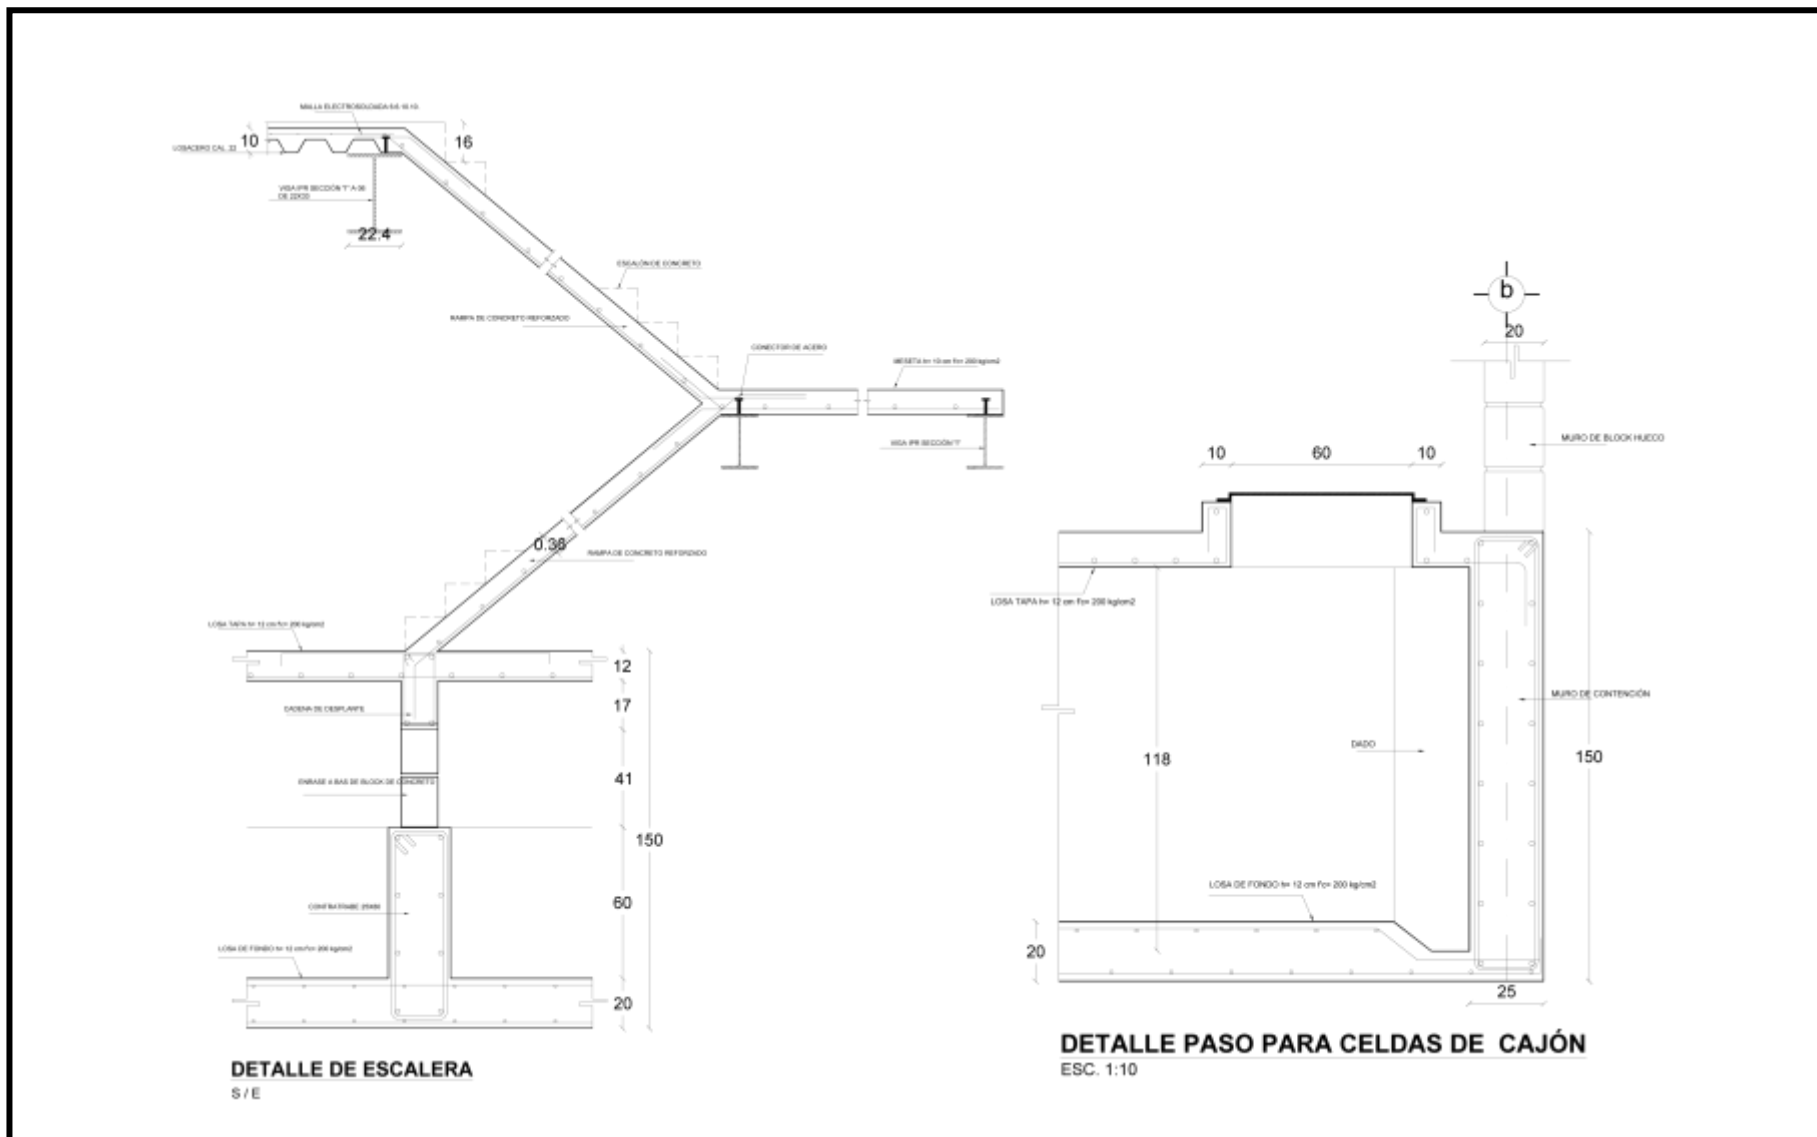 MALLA ELECTROSOLDADA 6:6 10-10
10
16
LOSACERO CAL. 22
VIGA IPR SECCIÓN "I" A-36
DE 22X30
22.4
ESCALÓN DE CONCRETO
RAMPA DE CONCRETO REFORZADO
CONECTOR DE ACERO
MESETA h= 10 cm f'c= 200 kg/cm2
VIGA IPR SECCIÓN "I"
0.36
RAMPA DE CONCRETO REFORZADO
LOSA TAPA h= 12 cm f'c= 200 kg/cm2
12
17
CADENA DE DESPLANTE
41
ENRASE A BAS DE BLOCK DE CONCRETO
150
60
CONTRATRABE 25X80
LOSA DE FONDO h= 12 cm f'c= 200 kg/cm2
20
DETALLE DE ESCALERA
S / E
b
20
MURO DE BLOCK HUECO
10
60
10
LOSA TAPA h= 12 cm f'c= 200 kg/cm2
MURO DE CONTENCIÓN
DADO
118
150
LOSA DE FONDO h= 12 cm f'c= 200 kg/cm2
20
25
DETALLE PASO PARA CELDAS DE CAJÓN
ESC. 1:10